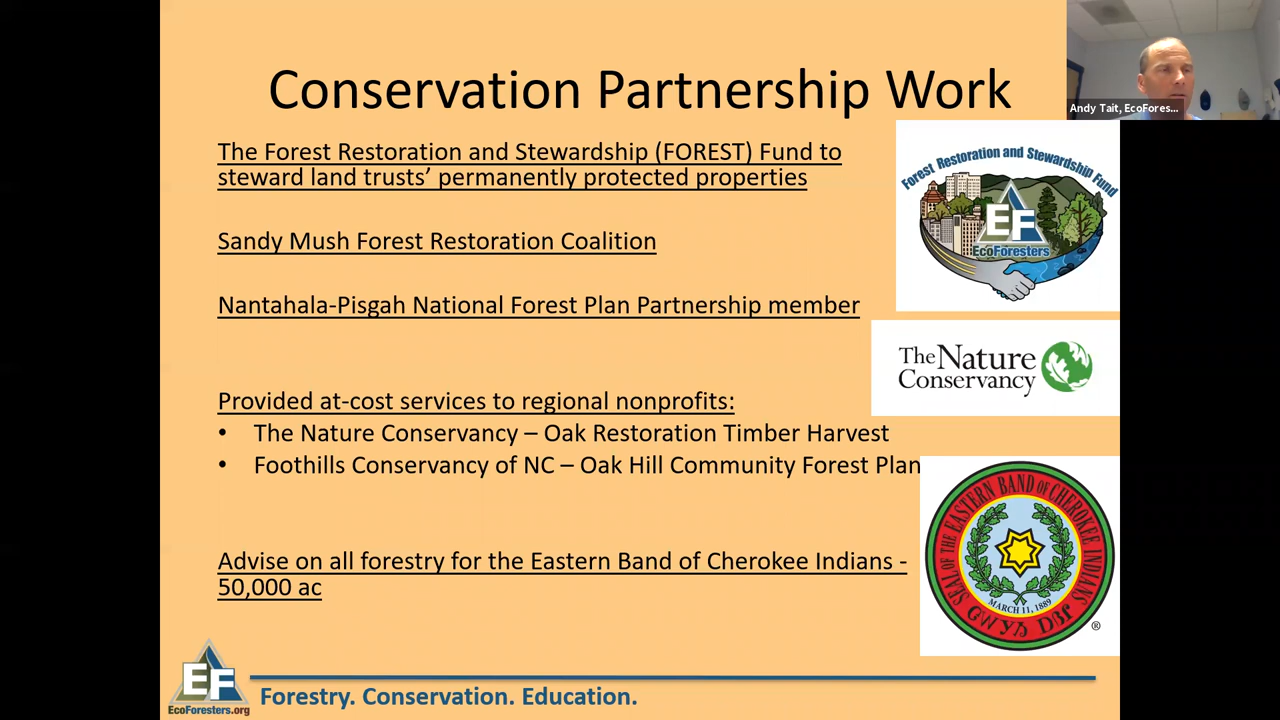 Conservation Partnership Work
Andy Tait, EcoFores...
The Forest Restoration and Stewardship (FOREST) Fund to
steward land trusts’ permanently protected properties
Forest Restoration and Stewardship Fund
EF
EcoForesters
Sandy Mush Forest Restoration Coalition
Nantahala-Pisgah National Forest Plan Partnership member
The Nature
Conservancy
Provided at-cost services to regional nonprofits:
• The Nature Conservancy – Oak Restoration Timber Harvest
• Foothills Conservancy of NC – Oak Hill Community Forest Plan
SEAL OF THE EASTERN BAND OF CHEROKEE INDIANS
MARCH 11, 1889
ᏣᎳᎩᎯ ᎠᏰᎵ
®
Advise on all forestry for the Eastern Band of Cherokee Indians -
50,000 ac
EF
EcoForesters.org
Forestry. Conservation. Education.